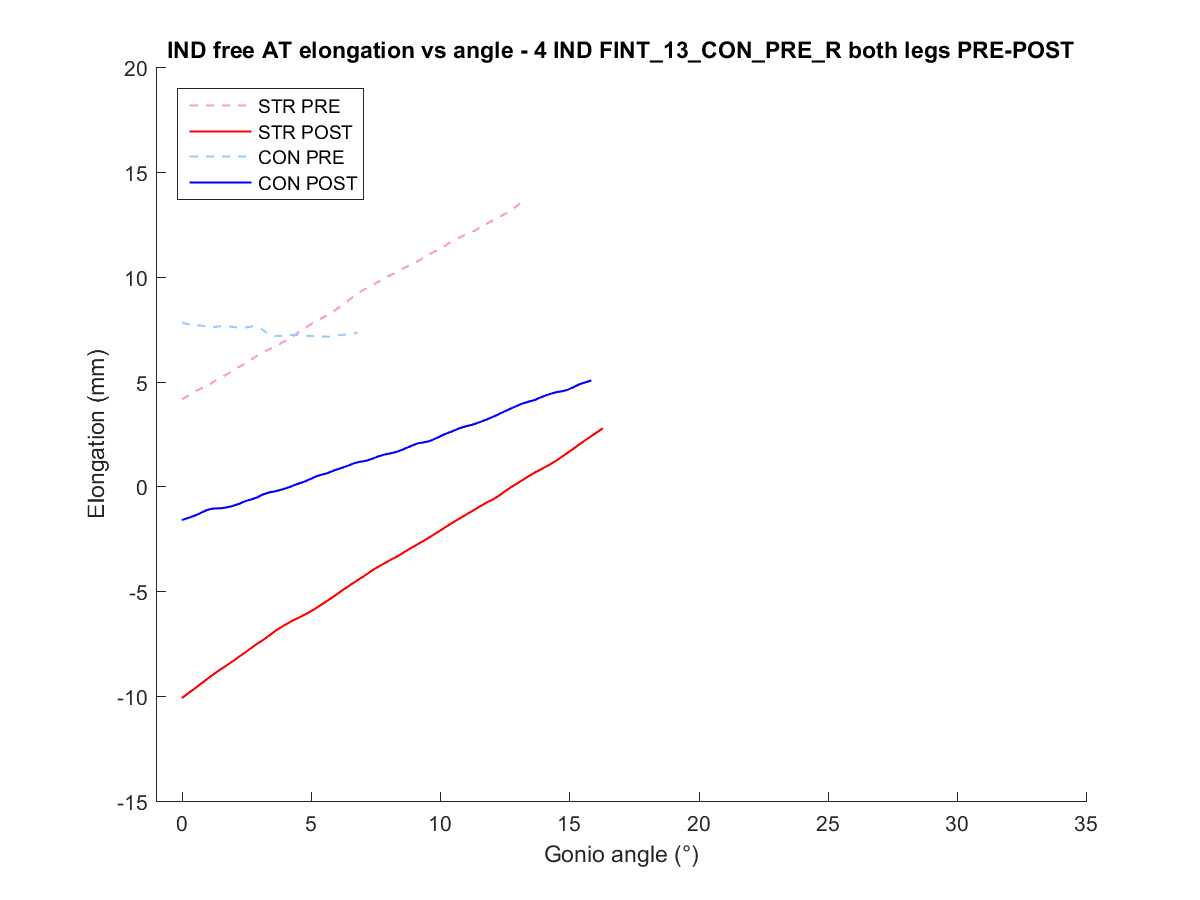 IND free AT elongation vs angle - 4 IND FINT_13_CON_PRE_R both legs PRE-POST
20
15
10
5
0
-5
-10
-15
Elongation (mm)
STR PRE
STR POST
CON PRE
CON POST
0 5 10 15 20 25 30 35
Gonio angle (°)